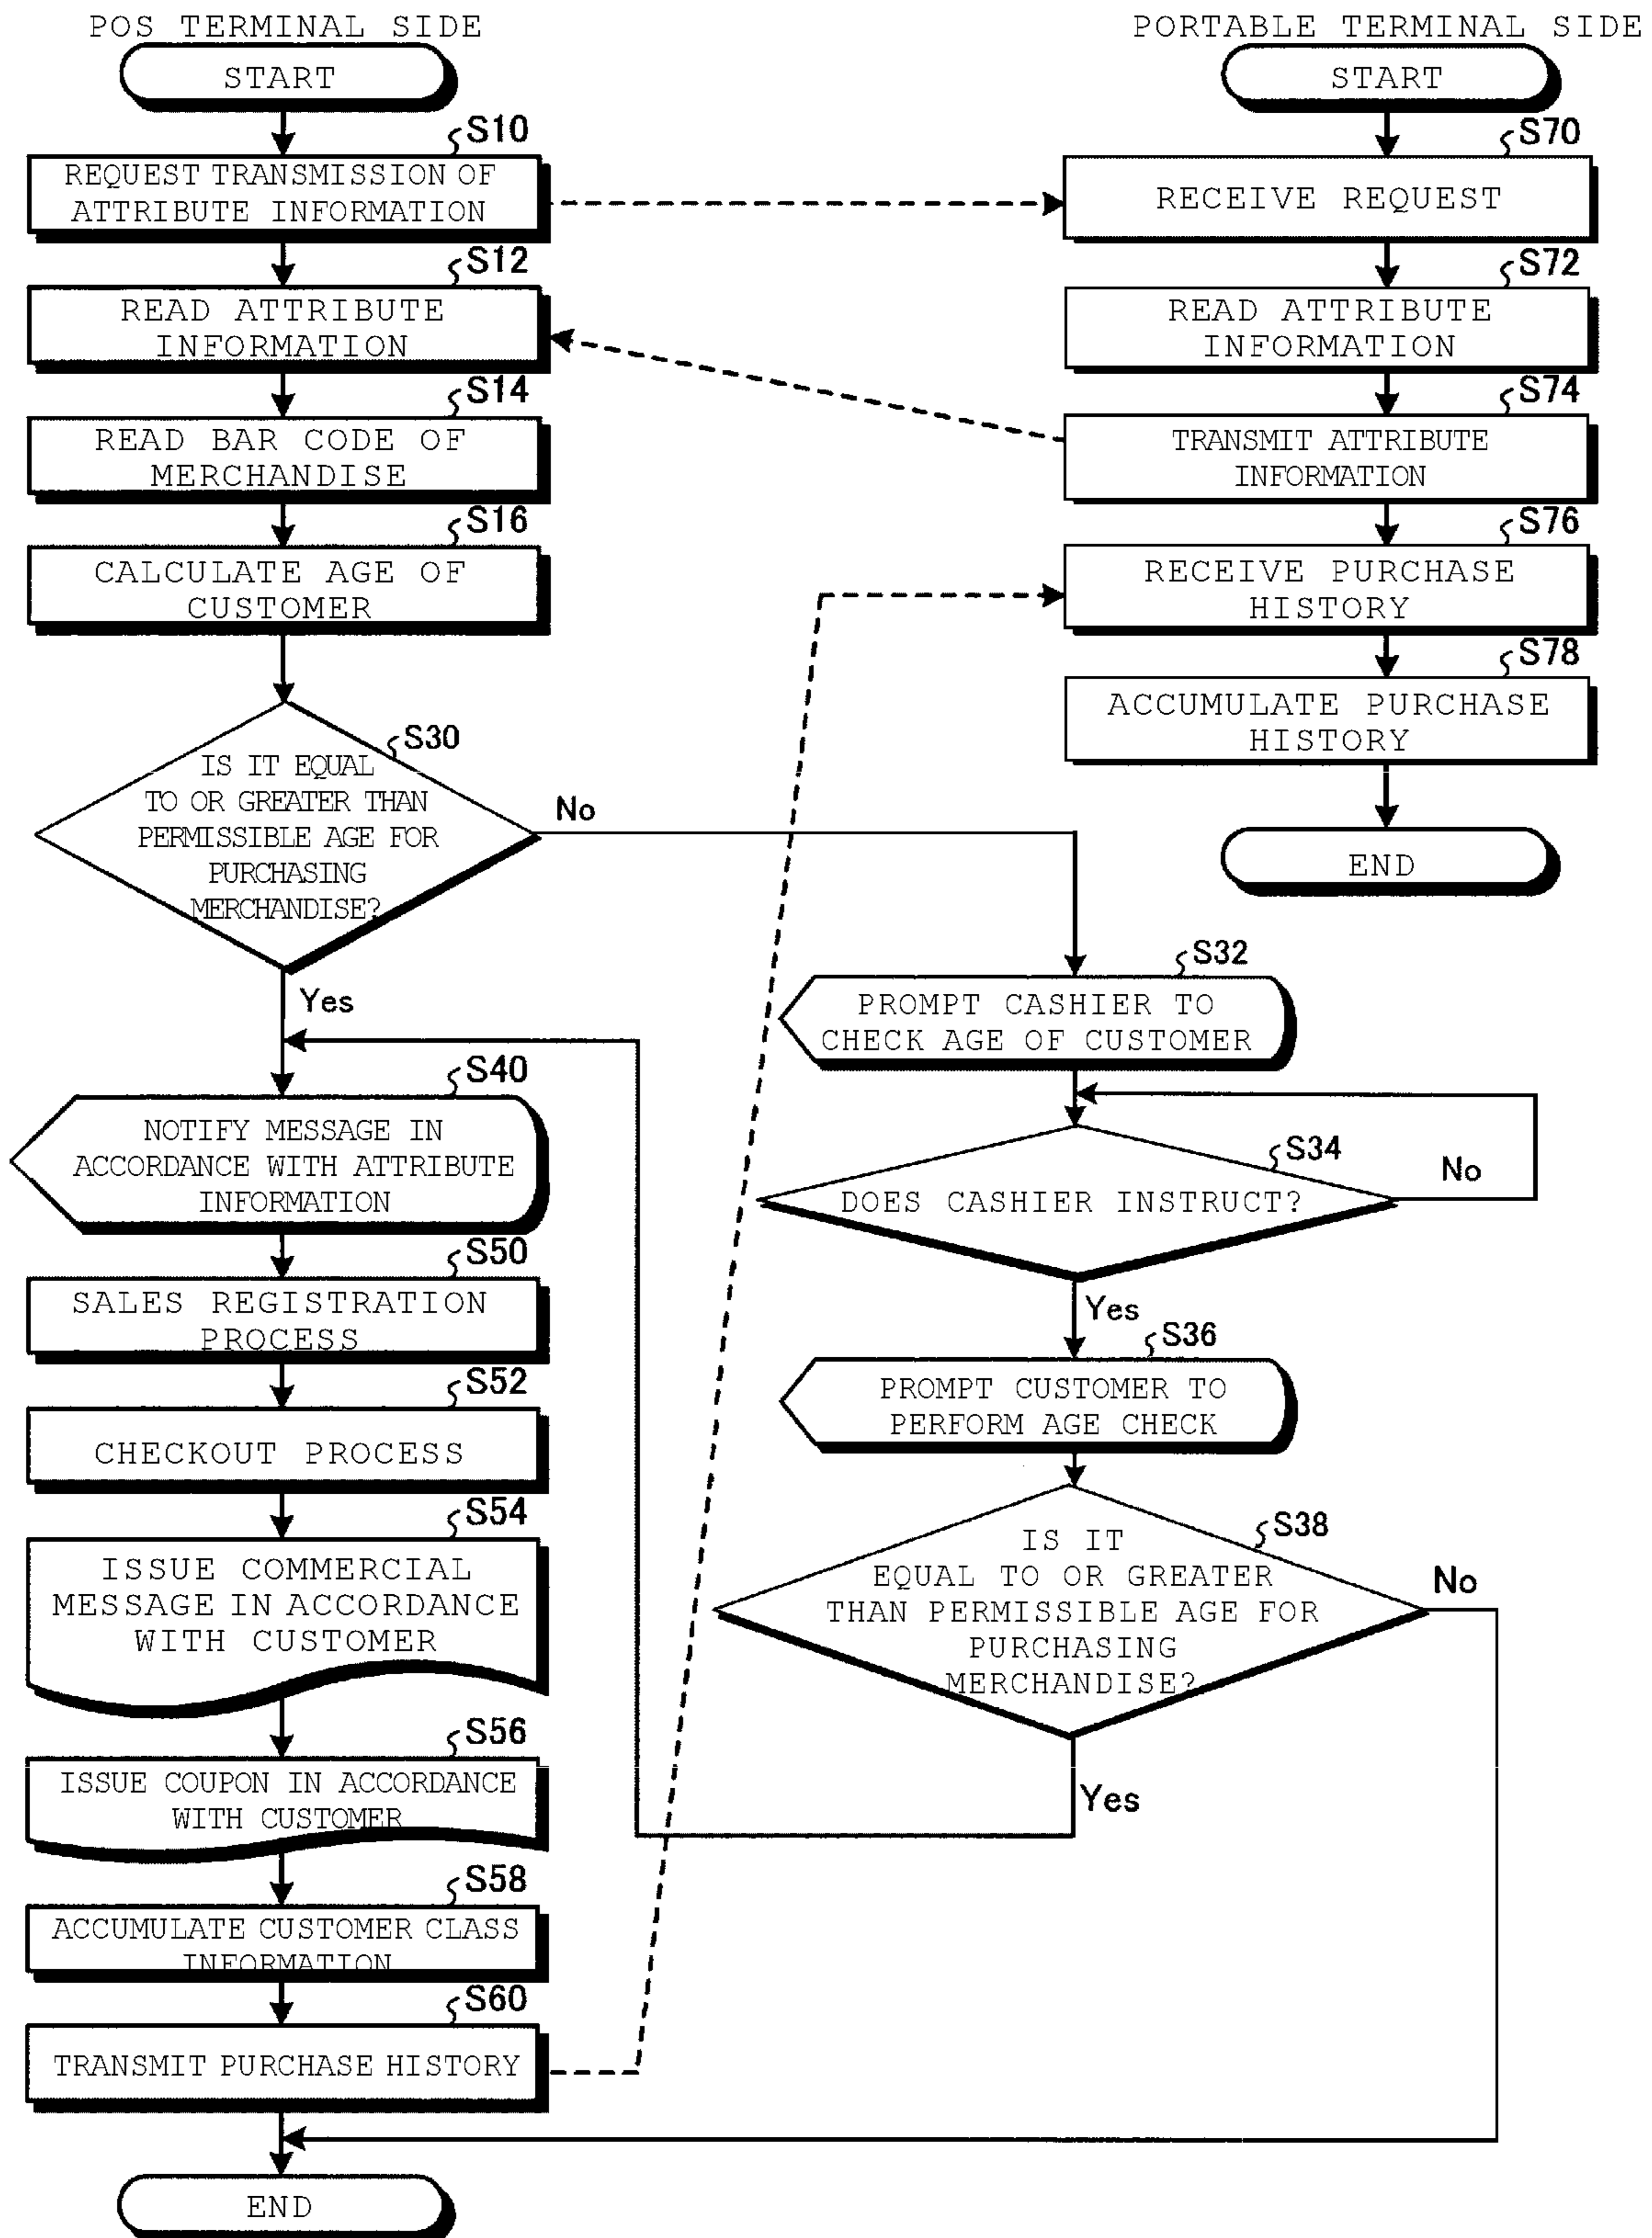 POS TERMINAL SIDE
START
S10
REQUEST TRANSMISSION OF
ATTRIBUTE INFORMATION
S12
READ ATTRIBUTE
INFORMATION
S14
READ BAR CODE OF
MERCHANDISE
S16
CALCULATE AGE OF
CUSTOMER
S30
IS IT EQUAL
TO OR GREATER THAN
PERMISSIBLE AGE FOR
PURCHASING
MERCHANDISE?
No
Yes
S40
NOTIFY MESSAGE IN
ACCORDANCE WITH ATTRIBUTE
INFORMATION
S50
SALES REGISTRATION
PROCESS
S52
CHECKOUT PROCESS
S54
ISSUE COMMERCIAL
MESSAGE IN ACCORDANCE
WITH CUSTOMER
S56
ISSUE COUPON IN ACCORDANCE
WITH CUSTOMER
S58
ACCUMULATE CUSTOMER CLASS
INFORMATION
S60
TRANSMIT PURCHASE HISTORY
END
S32
PROMPT CASHIER TO
CHECK AGE OF CUSTOMER
S34
DOES CASHIER INSTRUCT?
No
Yes
S36
PROMPT CUSTOMER TO
PERFORM AGE CHECK
S38
IS IT
EQUAL TO OR GREATER
THAN PERMISSIBLE AGE FOR
PURCHASING
MERCHANDISE?
No
Yes
PORTABLE TERMINAL SIDE
START
S70
RECEIVE REQUEST
S72
READ ATTRIBUTE
INFORMATION
S74
TRANSMIT ATTRIBUTE
INFORMATION
S76
RECEIVE PURCHASE
HISTORY
S78
ACCUMULATE PURCHASE
HISTORY
END